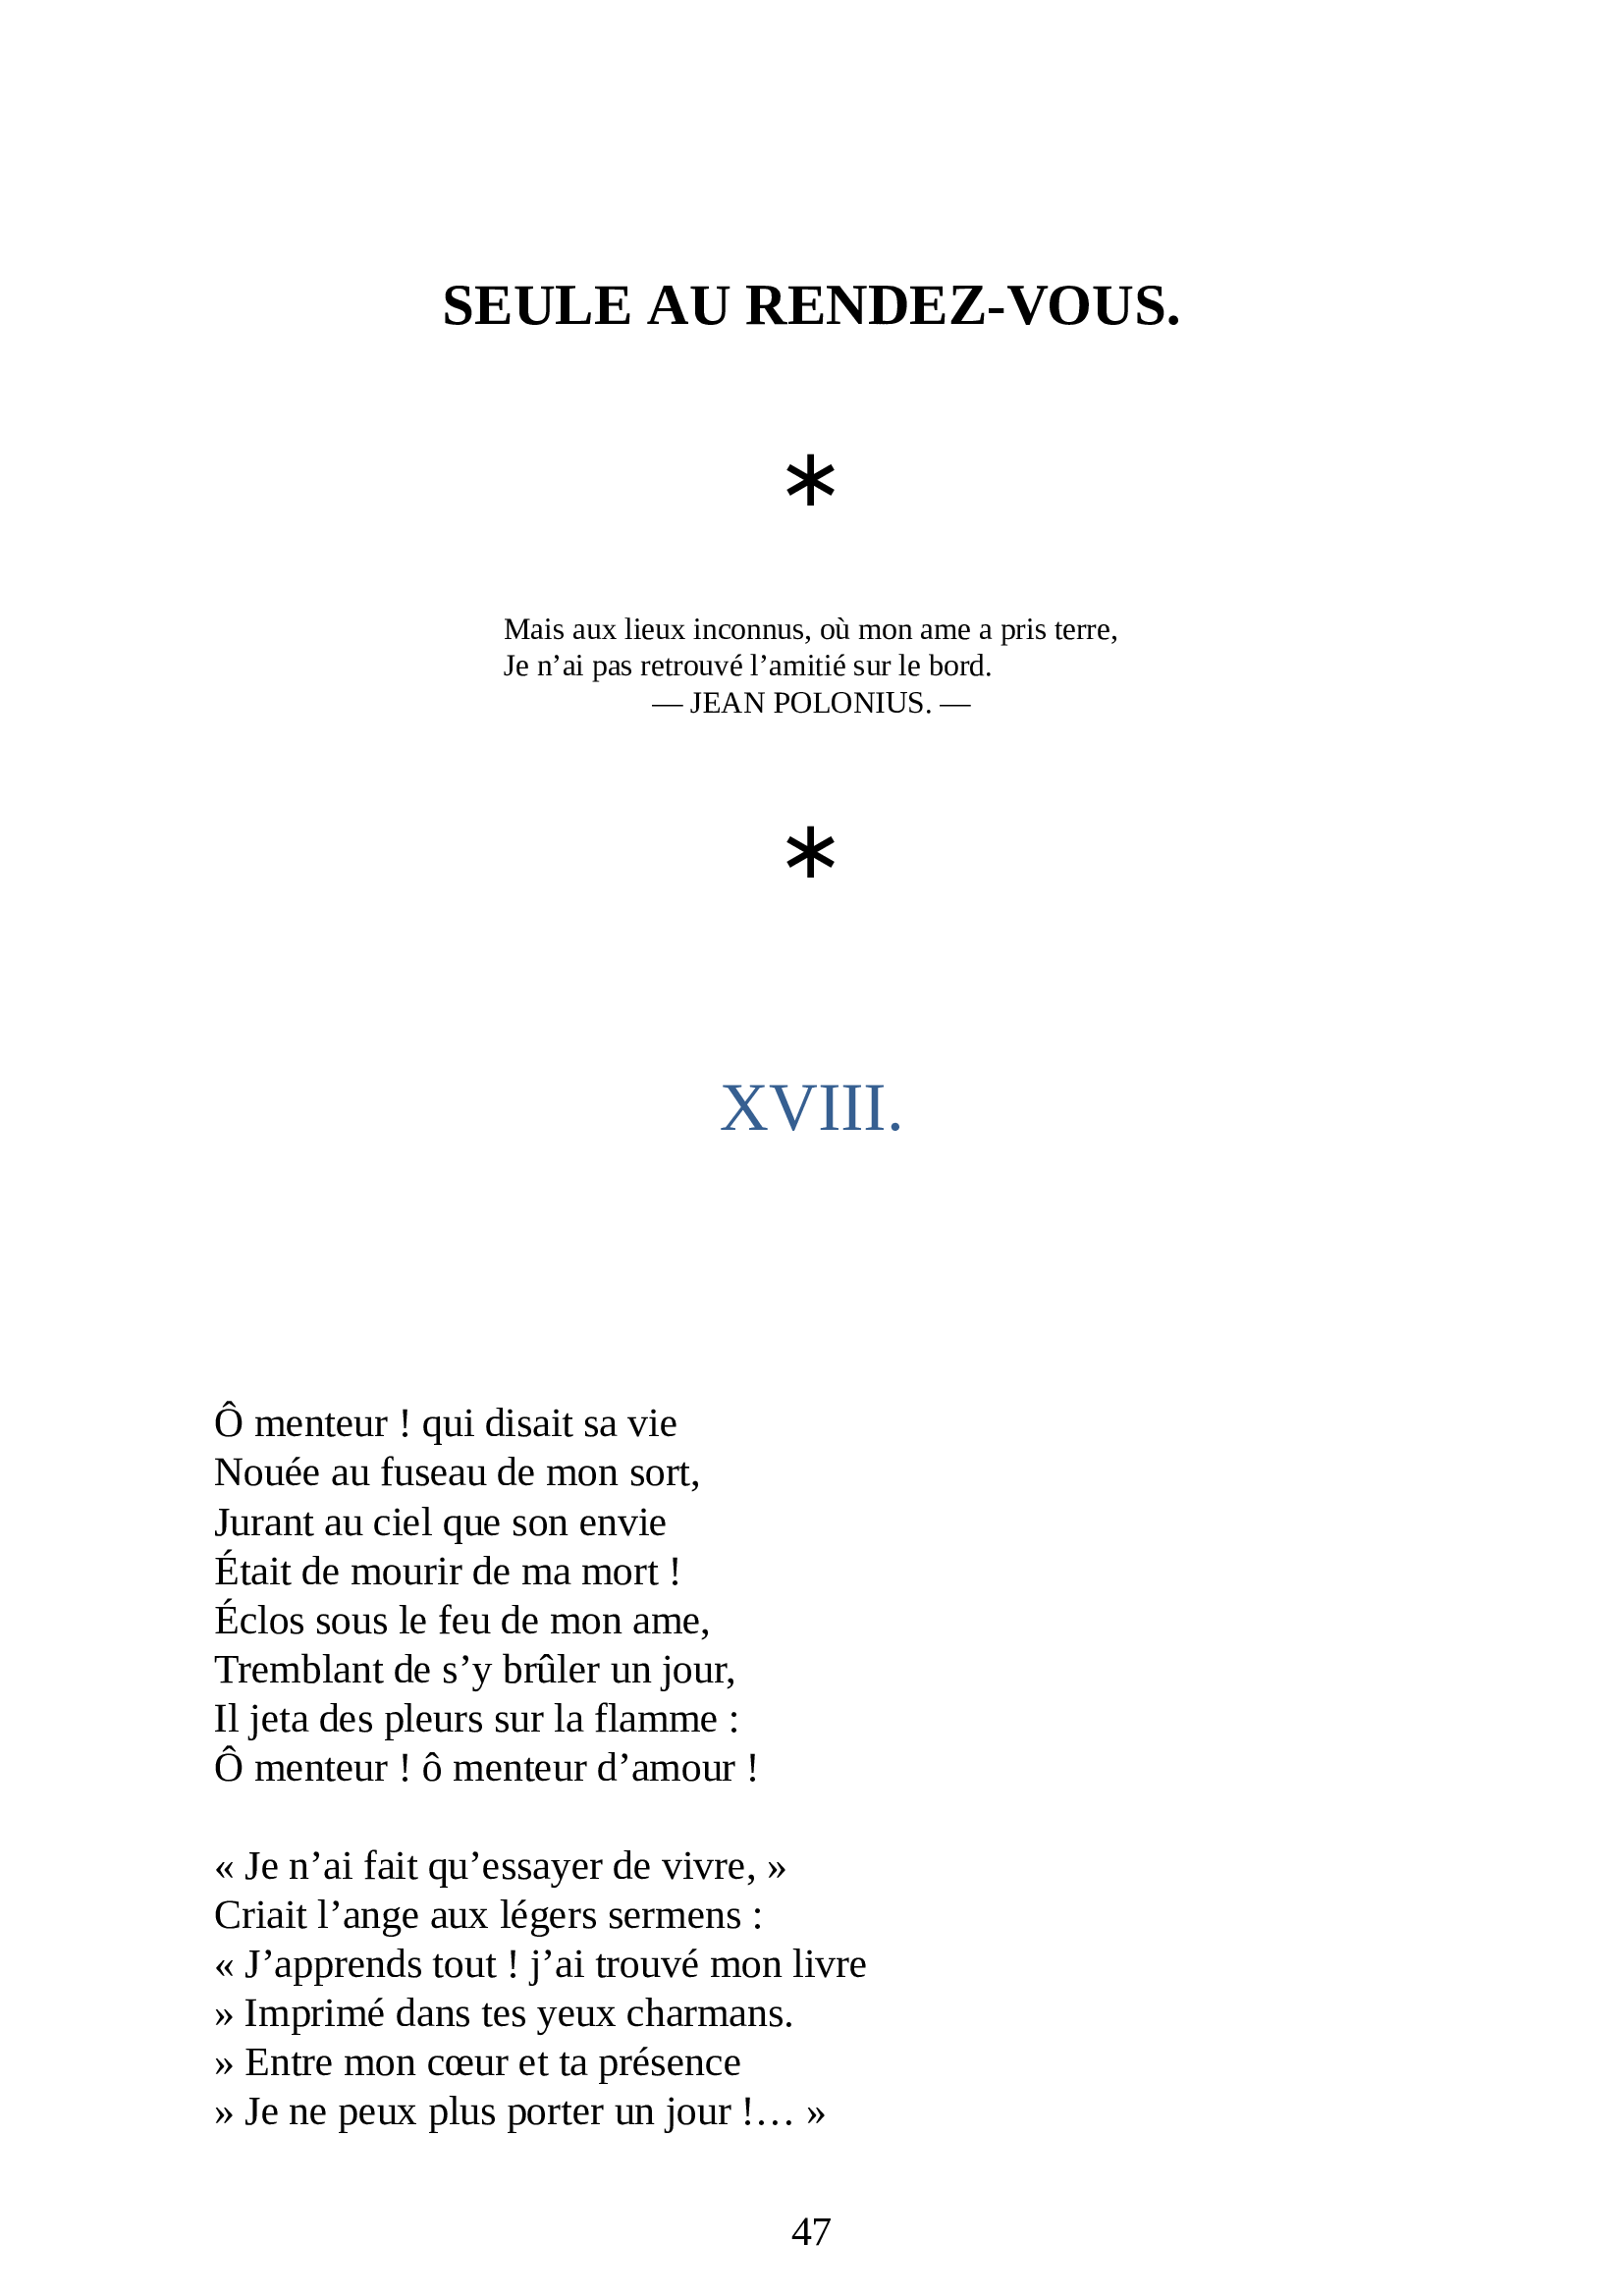 SEULE AU RENDEZ-VOUS.
*
Mais aux lieux inconnus, où mon ame a pris terre,
Je n’ai pas retrouvé l’amitié sur le bord.
— JEAN POLONIUS. —
*
XVIII.
Ô menteur ! qui disait sa vie
Nouée au fuseau de mon sort,
Jurant au ciel que son envie
Était de mourir de ma mort !
Éclos sous le feu de mon ame,
Tremblant de s’y brûler un jour,
Il jeta des pleurs sur la flamme :
Ô menteur ! ô menteur d’amour !
« Je n’ai fait qu’essayer de vivre, »
Criait l’ange aux légers sermens :
« J’apprends tout ! j’ai trouvé mon livre
» Imprimé dans tes yeux charmans.
» Entre mon cœur et ta présence
» Je ne peux plus porter un jour !… »
47